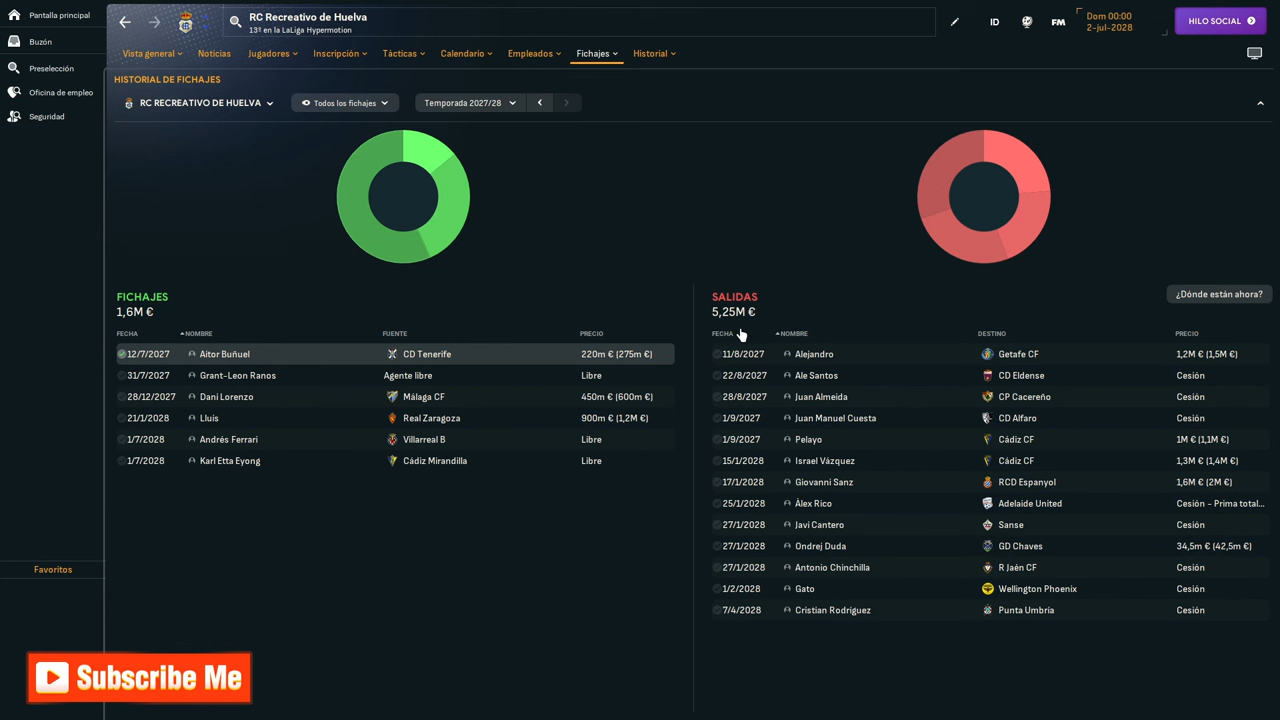 Pantalla principal
Buzón
Preselección
Oficina de empleo
Seguridad
Favoritos
RC Recreativo de Huelva
13º en la LaLiga Hypermotion
ID
FM
Dom 00:00
2-jul-2028
HILO SOCIAL
Vista general
Noticias
Jugadores
Inscripción
Tácticas
Calendario
Empleados
Fichajes
Historial
HISTORIAL DE FICHAJES
RC RECREATIVO DE HUELVA
Todos los fichajes
Temporada 2027/28
FICHAJES
1,6M €
FECHA NOMBRE FUENTE PRECIO
12/7/2027 Aitor Buñuel CD Tenerife 220m € (275m €)
31/7/2027 Grant-Leon Ranos Agente libre Libre
28/12/2027 Dani Lorenzo Málaga CF 450m € (600m €)
21/1/2028 Lluis Real Zaragoza 900m € (1,2M €)
1/7/2028 Andrés Ferrari Villarreal B Libre
1/7/2028 Karl Etta Eyong Cádiz Mirandilla Libre
SALIDAS
5,25M €
¿Dónde están ahora?
FECHA NOMBRE DESTINO PRECIO
11/8/2027 Alejandro Getafe CF 1,2M € (1,5M €)
22/8/2027 Ale Santos CD Eldense Cesión
28/8/2027 Juan Almeida CP Cacereño Cesión
1/9/2027 Juan Manuel Cuesta CD Alfaro Cesión
1/9/2027 Pelayo Cádiz CF 1M € (1,1M €)
15/1/2028 Israel Vázquez Cádiz CF 1,3M € (1,4M €)
17/1/2028 Giovanni Sanz RCD Espanyol 1,6M € (2M €)
25/1/2028 Àlex Rico Adelaide United Cesión - Prima total...
27/1/2028 Javi Cantero Sanse Cesión
27/1/2028 Ondrej Duda GD Chaves 34,5m € (42,5m €)
27/1/2028 Antonio Chinchilla R Jaén CF Cesión
1/2/2028 Gato Wellington Phoenix Cesión
7/4/2028 Cristian Rodríguez Punta Umbría Cesión
Subscribe Me